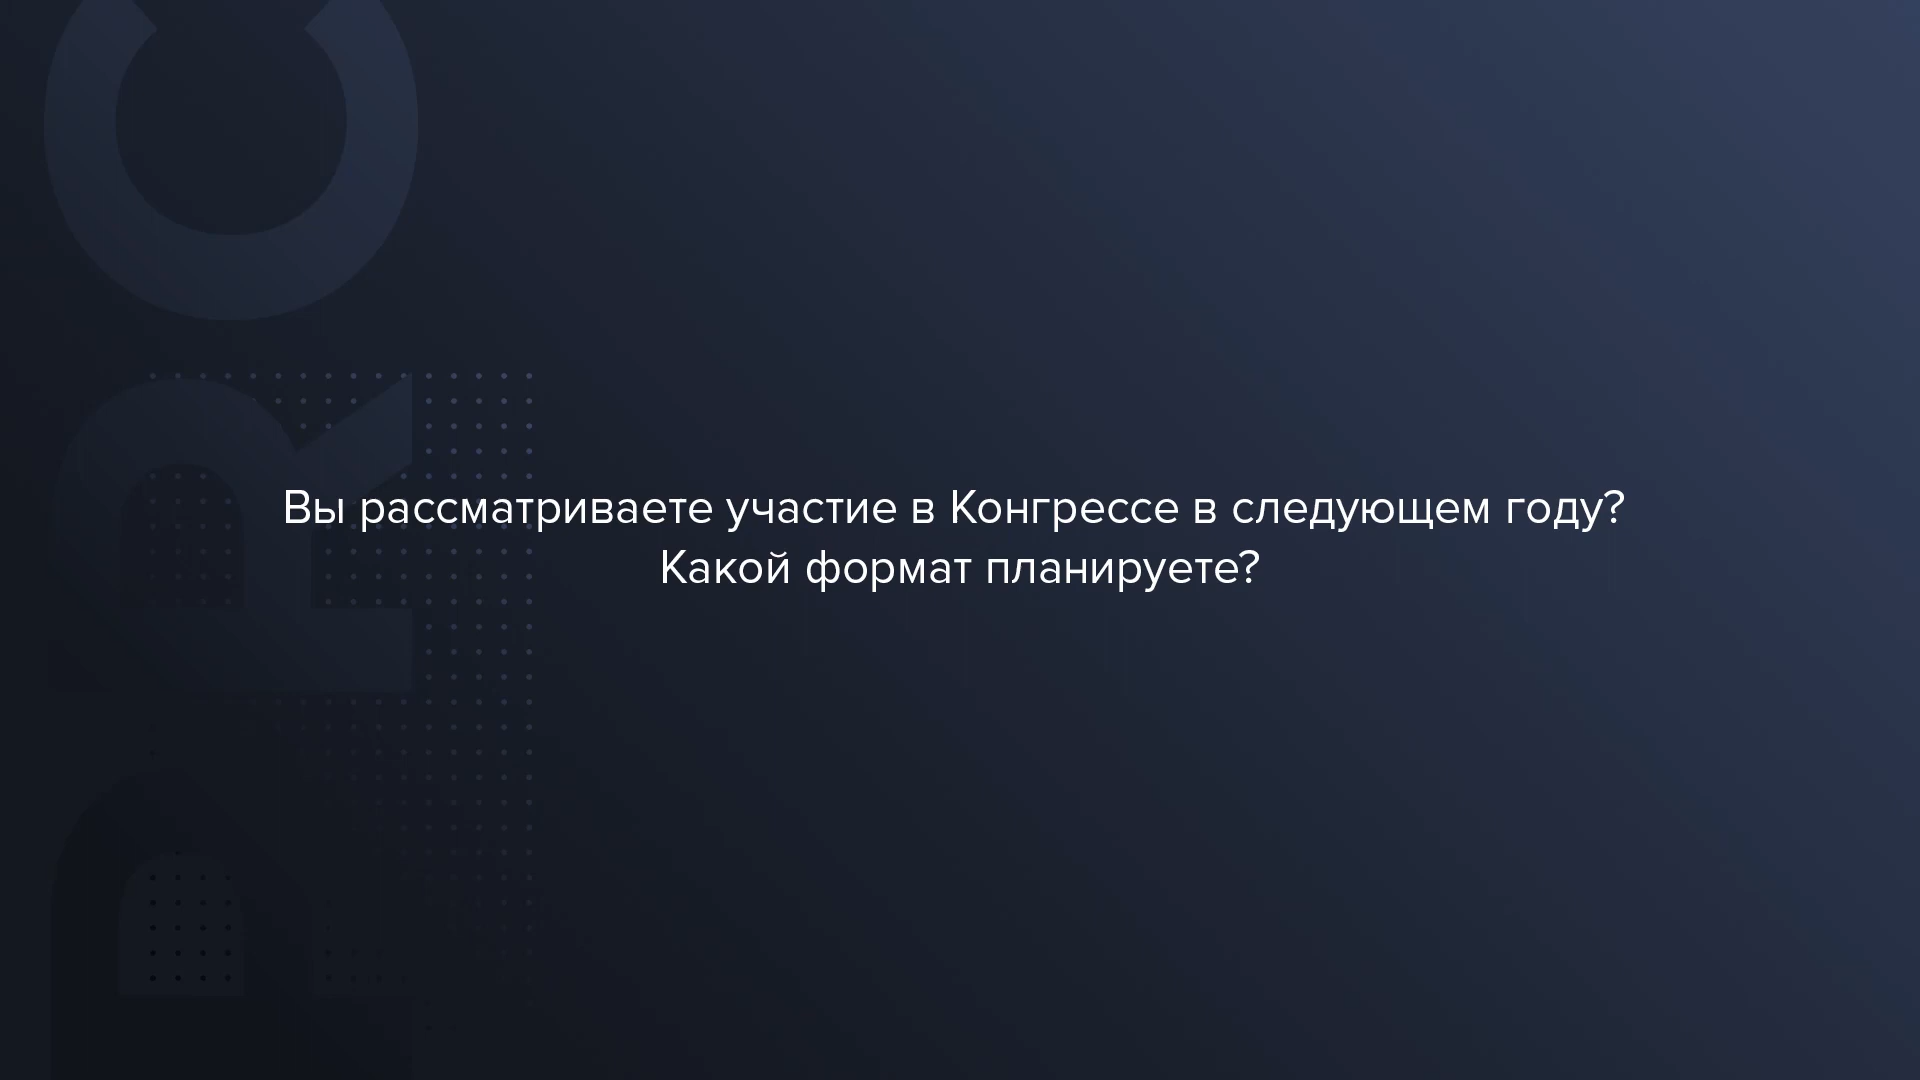 Вы рассматриваете участие в Конгрессе в следующем году?
Какой формат планируете?